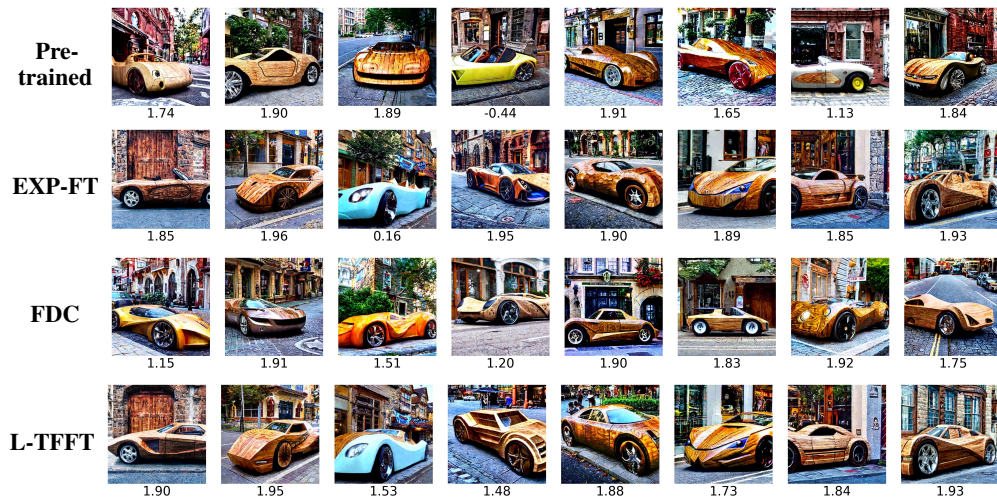 Pre-
trained
1.74 1.90 1.89 -0.44 1.91 1.65 1.13 1.84
EXP-FT
1.85 1.96 0.16 1.95 1.90 1.89 1.85 1.93
FDC
1.15 1.91 1.51 1.20 1.90 1.83 1.92 1.75
L-TFFT
1.90 1.95 1.53 1.48 1.88 1.73 1.84 1.93